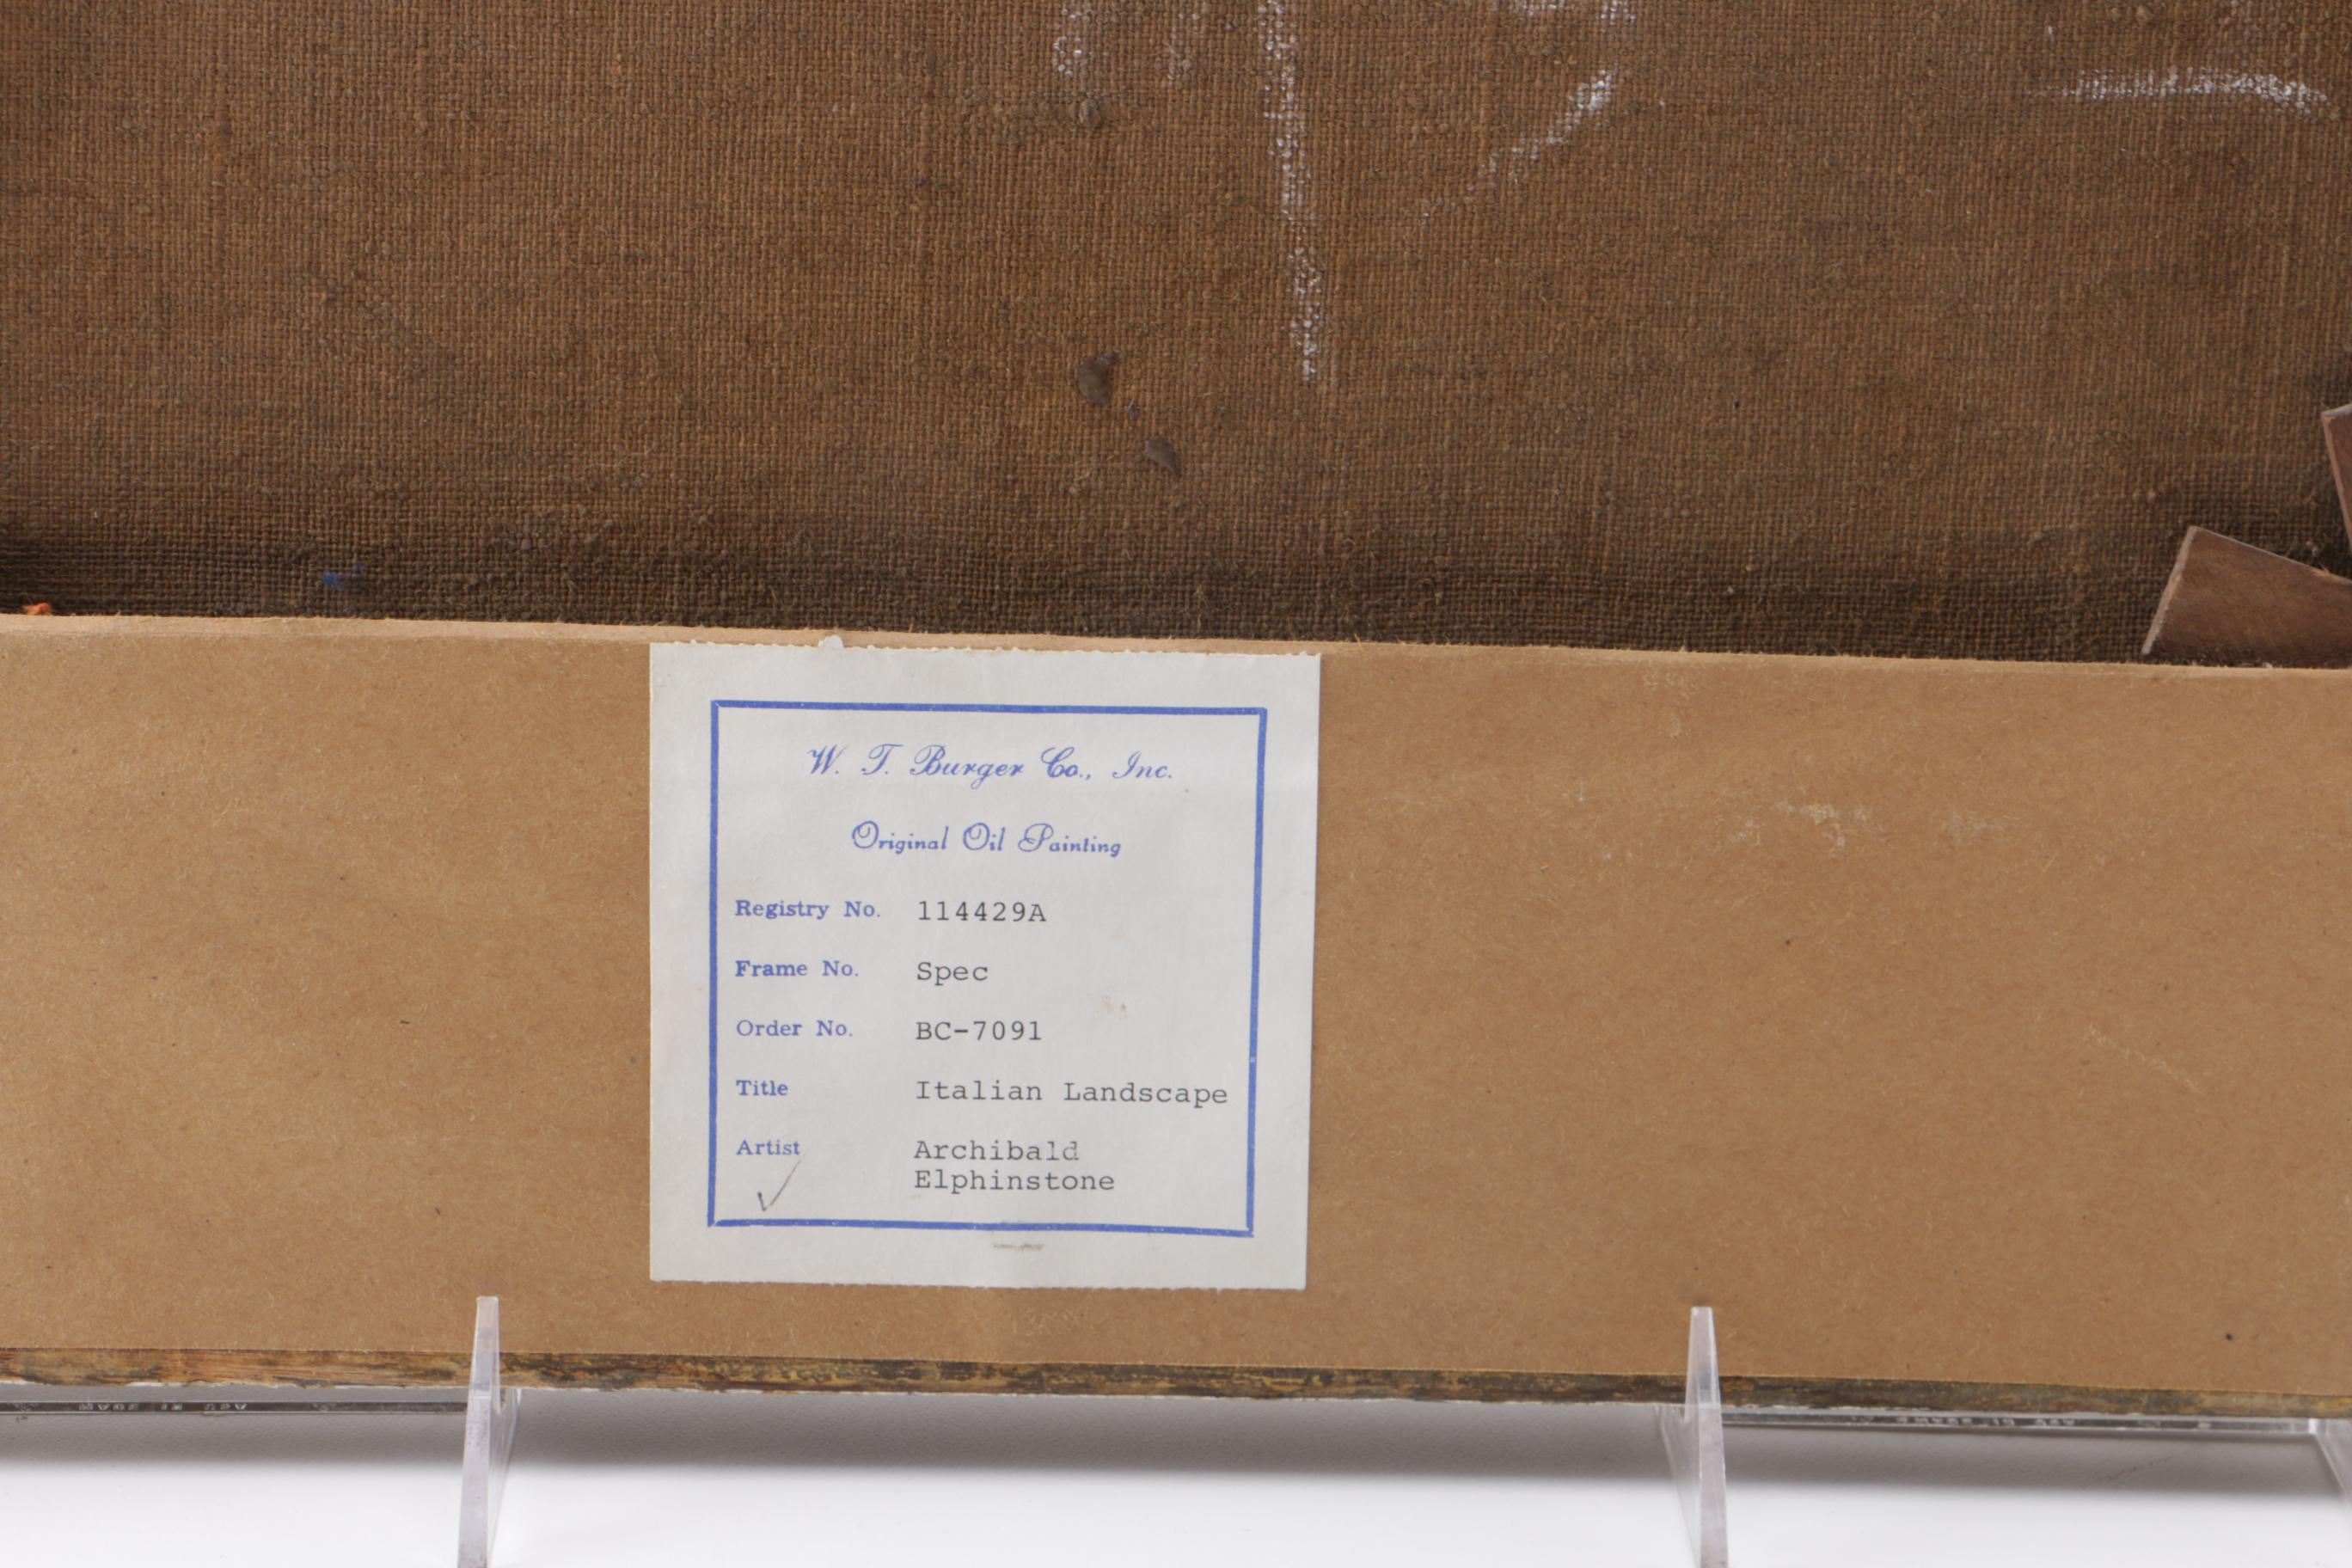 W. T. Burger Co., Inc.
Original Oil Painting
Registry No. 114429A
Frame No. Spec
Order No. BC-7091
Title Italian Landscape
Artist Archibald
Elphinstone